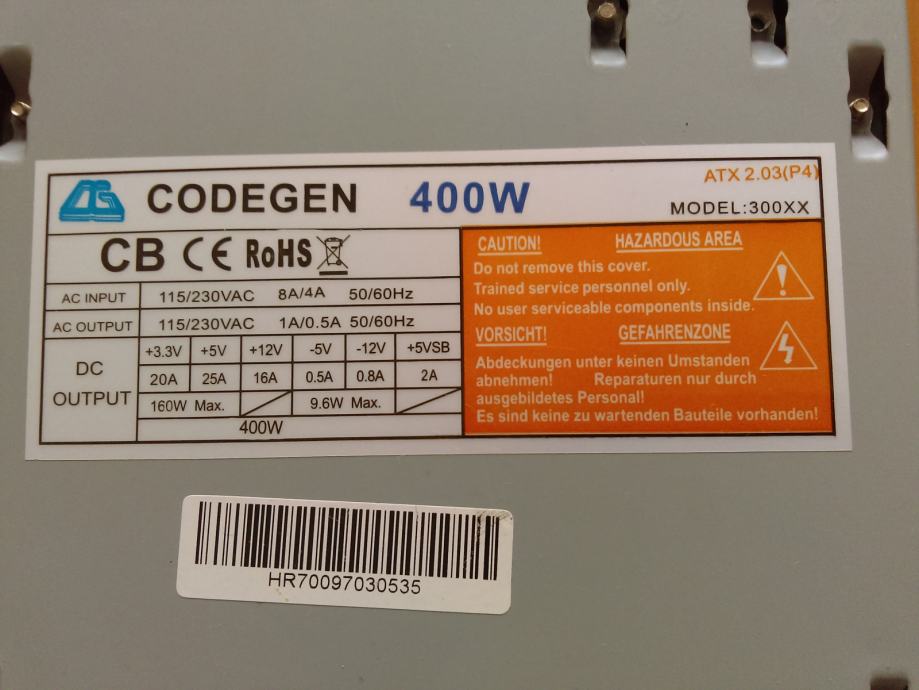 CODEGEN 400W
ATX 2.03(P4)
MODEL:300XX
CB CE RoHS
AC INPUT 115/230VAC 8A/4A 50/60Hz
AC OUTPUT 115/230VAC 1A/0.5A 50/60Hz
DC OUTPUT
+3.3V +5V +12V -5V -12V +5VSB
20A 25A 16A 0.5A 0.8A 2A
160W Max. 9.6W Max.
400W
CAUTION! HAZARDOUS AREA
Do not remove this cover.
Trained service personnel only.
No user serviceable components inside.
VORSICHT! GEFAHRENZONE
Abdeckungen unter keinen Umstanden
abnehmen! Reparaturen nur durch
ausgebildetes Personal!
Es sind keine zu wartenden Bauteile vorhanden!
HR70097030535